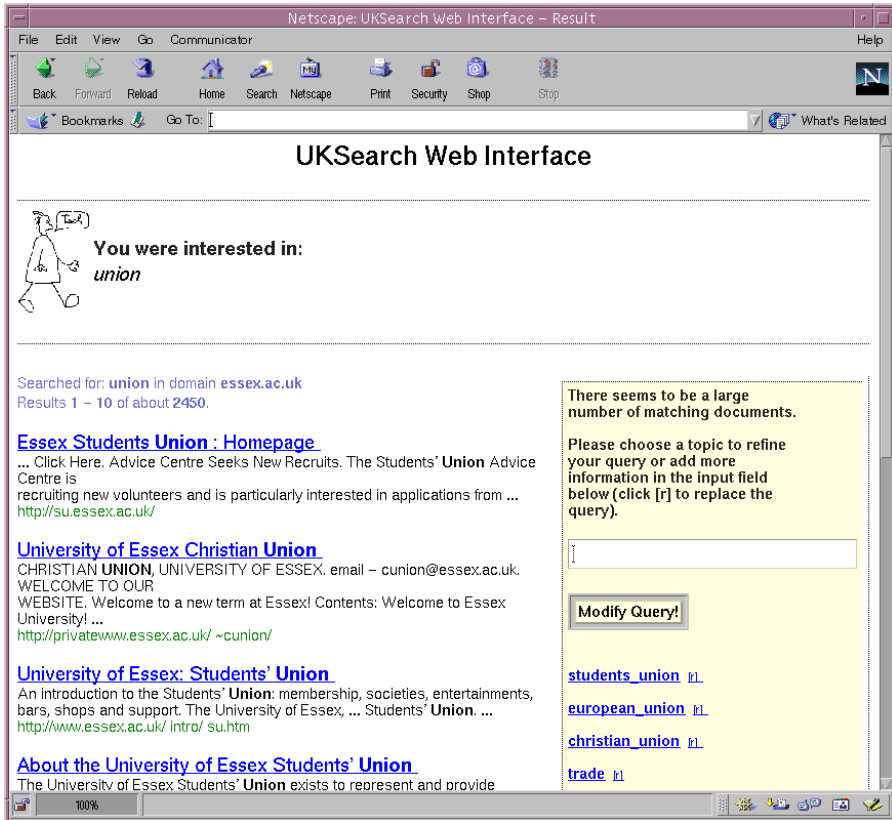 Netscape: UKSearch Web Interface – Result
File Edit View Go Communicator Help
Back Forward Reload Home Search Netscape Print Security Shop Stop
My
N
Bookmarks Go To: What's Related
UKSearch Web Interface
You were interested in:
union
Searched for: union in domain essex.ac.uk
Results 1 – 10 of about 2450.
Essex Students Union : Homepage
... Click Here. Advice Centre Seeks New Recruits. The Students' Union Advice
Centre is
recruiting new volunteers and is particularly interested in applications from ...
http://su.essex.ac.uk/
University of Essex Christian Union
CHRISTIAN UNION, UNIVERSITY OF ESSEX. email – cunion@essex.ac.uk.
WELCOME TO OUR
WEBSITE. Welcome to a new term at Essex! Contents: Welcome to Essex
University! ...
http://privatewww.essex.ac.uk/ ~cunion/
University of Essex: Students' Union
An introduction to the Students' Union: membership, societies, entertainments,
bars, shops and support. The University of Essex, ... Students' Union. ...
http://www.essex.ac.uk/ intro/ su.htm
About the University of Essex Students' Union
The University of Essex Students' Union exists to represent and provide
There seems to be a large
number of matching documents.
Please choose a topic to refine
your query or add more
information in the input field
below (click [r] to replace the
query).
Modify Query!
students_union [r]
european_union [r]
christian_union [r]
trade [r]
100%